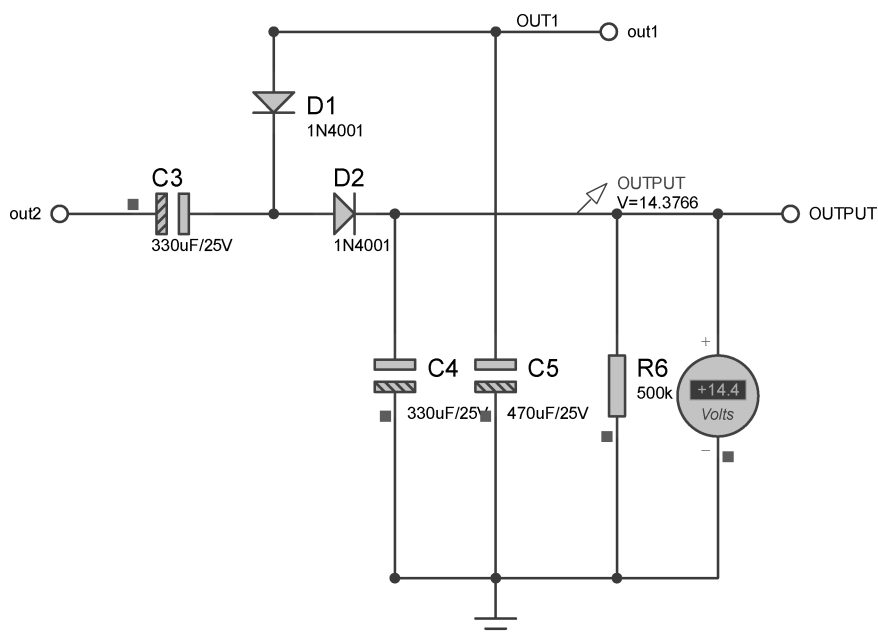 OUT1
out1
D1
1N4001
C3
D2
OUTPUT
V=14.3766
out2
OUTPUT
330uF/25V
1N4001
+
C4
C5
R6
500k
+14.4
Volts
330uF/25V
470uF/25V
−